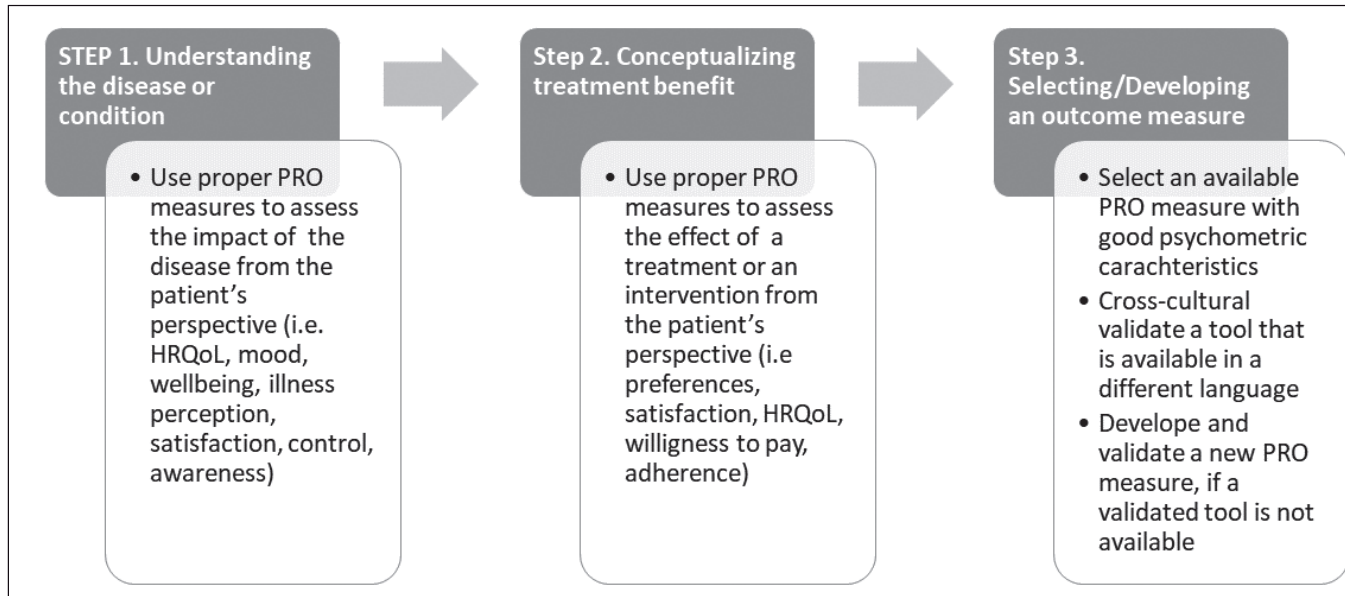 STEP 1. Understanding
the disease or
condition
• Use proper PRO
measures to assess
the impact of  the
disease from the
patient’s
perspective (i.e.
HRQoL, mood,
wellbeing, illness
perception,
satisfaction, control,
awareness)
Step 2. Conceptualizing
treatment benefit
• Use proper PRO
measures to assess
the effect of  a
treatment or an
intervention from
the patient’s
perspective (i.e
preferences,
satisfaction, HRQoL,
willigness to pay,
adherence)
Step 3.
Selecting/Developing
an outcome measure
• Select an available
PRO measure with
good psychometric
carachteristics
• Cross-cultural
validate a tool that
is available in a
different language
• Develope and
validate a new PRO
measure, if a
validated tool is not
available